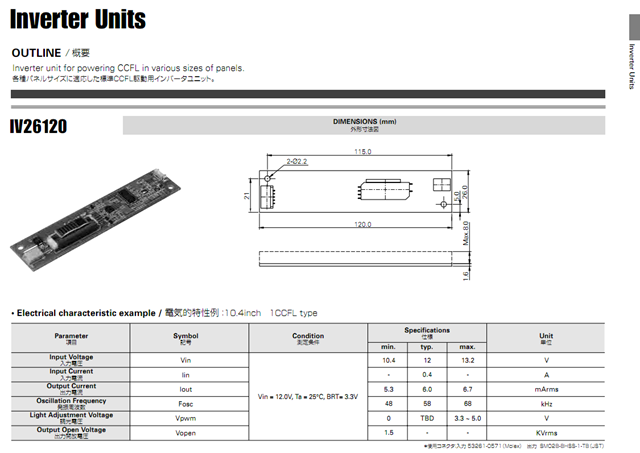 Inverter Units
OUTLINE / 概要
Inverter unit for powering CCFL in various sizes of panels.
各種パネルサイズに適応した標準CCFL駆動用インバータユニット。
Inverter Units
IV26120
DIMENSIONS (mm)
外形寸法図
115.0
2-Ø2.2
21
5.0
26.0
120.0
Max.8.0
1.6
• Electrical characteristic example / 電気的特性例 : 10.4inch 1CCFL type
Parameter Symbol Condition Specifications Unit
項目 記号 測定条件 仕様 単位
min. typ. max.
Input Voltage Vin 10.4 12 13.2 V
入力電圧
Input Current Iin - 0.4 - A
入力電流
Output Current Iout 5.3 6.0 6.7 mArms
出力電流
Vin = 12.0V, Ta = 25°C, BRT= 3.3V
Oscillation Frequency Fosc 48 58 68 kHz
発振周波数
Light Adjustment Voltage Vpwm 0 TBD 3.3 ~ 5.0 V
調光電圧
Output Open Voltage Vopen 1.5 - - KVrms
出力開放電圧
*使用コネクタ:入力 53261-0571(Molex) 出力 SM02B-BHSS-1-TB(JST)